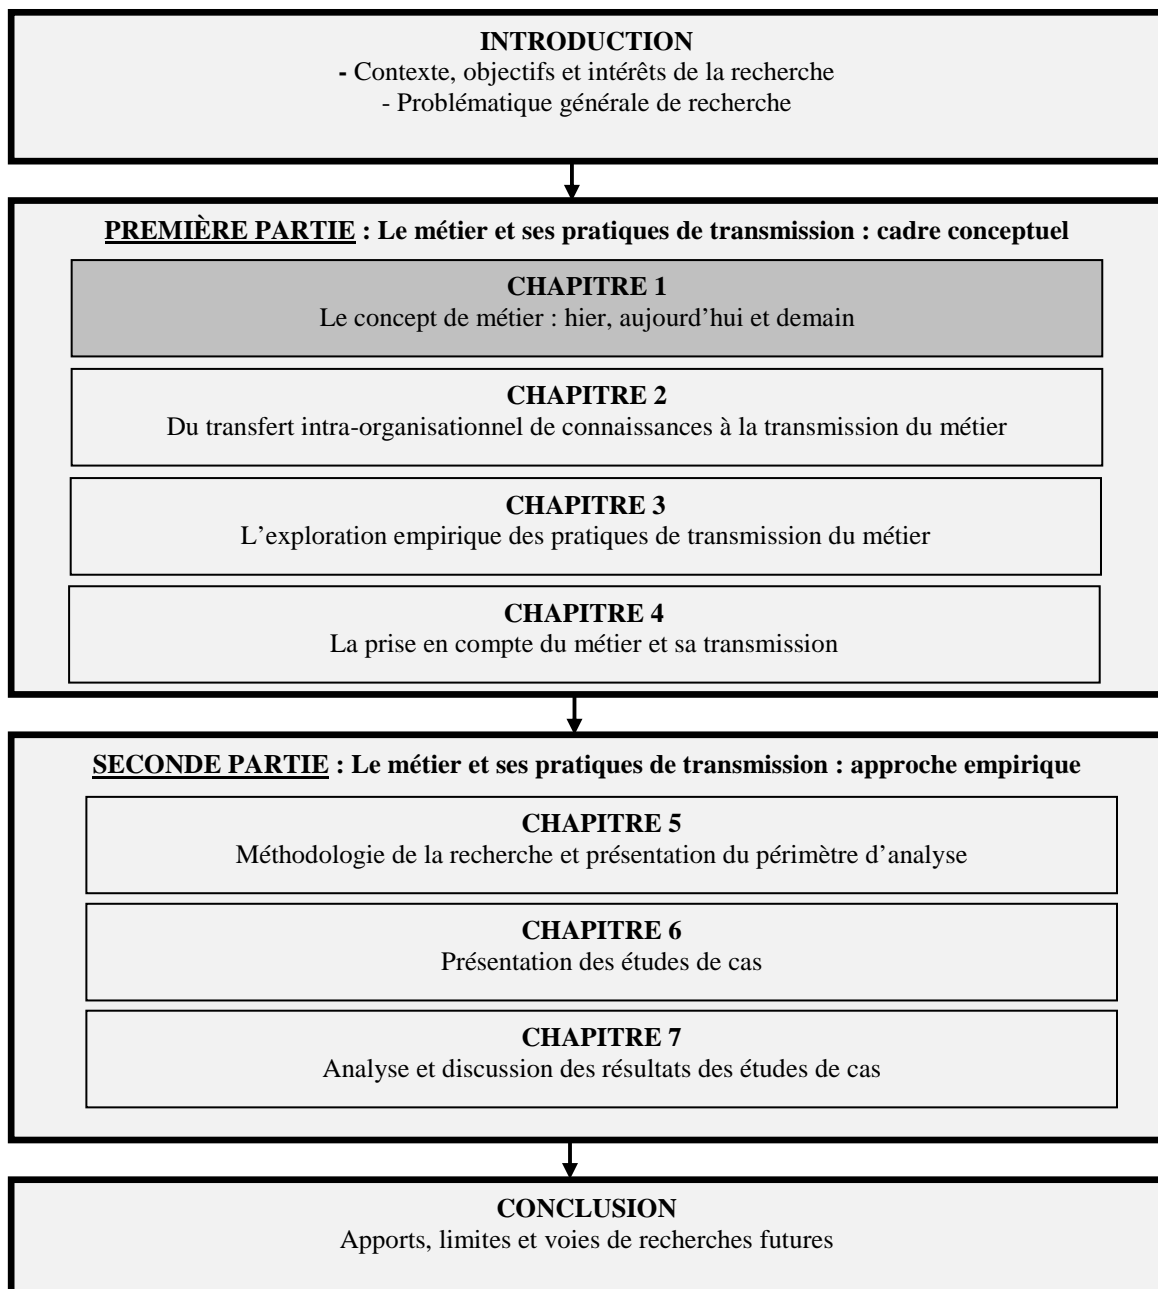 INTRODUCTION
- Contexte, objectifs et intérêts de la recherche
- Problématique générale de recherche
PREMIÈRE PARTIE : Le métier et ses pratiques de transmission : cadre conceptuel
CHAPITRE 1
Le concept de métier : hier, aujourd’hui et demain
CHAPITRE 2
Du transfert intra-organisationnel de connaissances à la transmission du métier
CHAPITRE 3
L’exploration empirique des pratiques de transmission du métier
CHAPITRE 4
La prise en compte du métier et sa transmission
SECONDE PARTIE : Le métier et ses pratiques de transmission : approche empirique
CHAPITRE 5
Méthodologie de la recherche et présentation du périmètre d’analyse
CHAPITRE 6
Présentation des études de cas
CHAPITRE 7
Analyse et discussion des résultats des études de cas
CONCLUSION
Apports, limites et voies de recherches futures